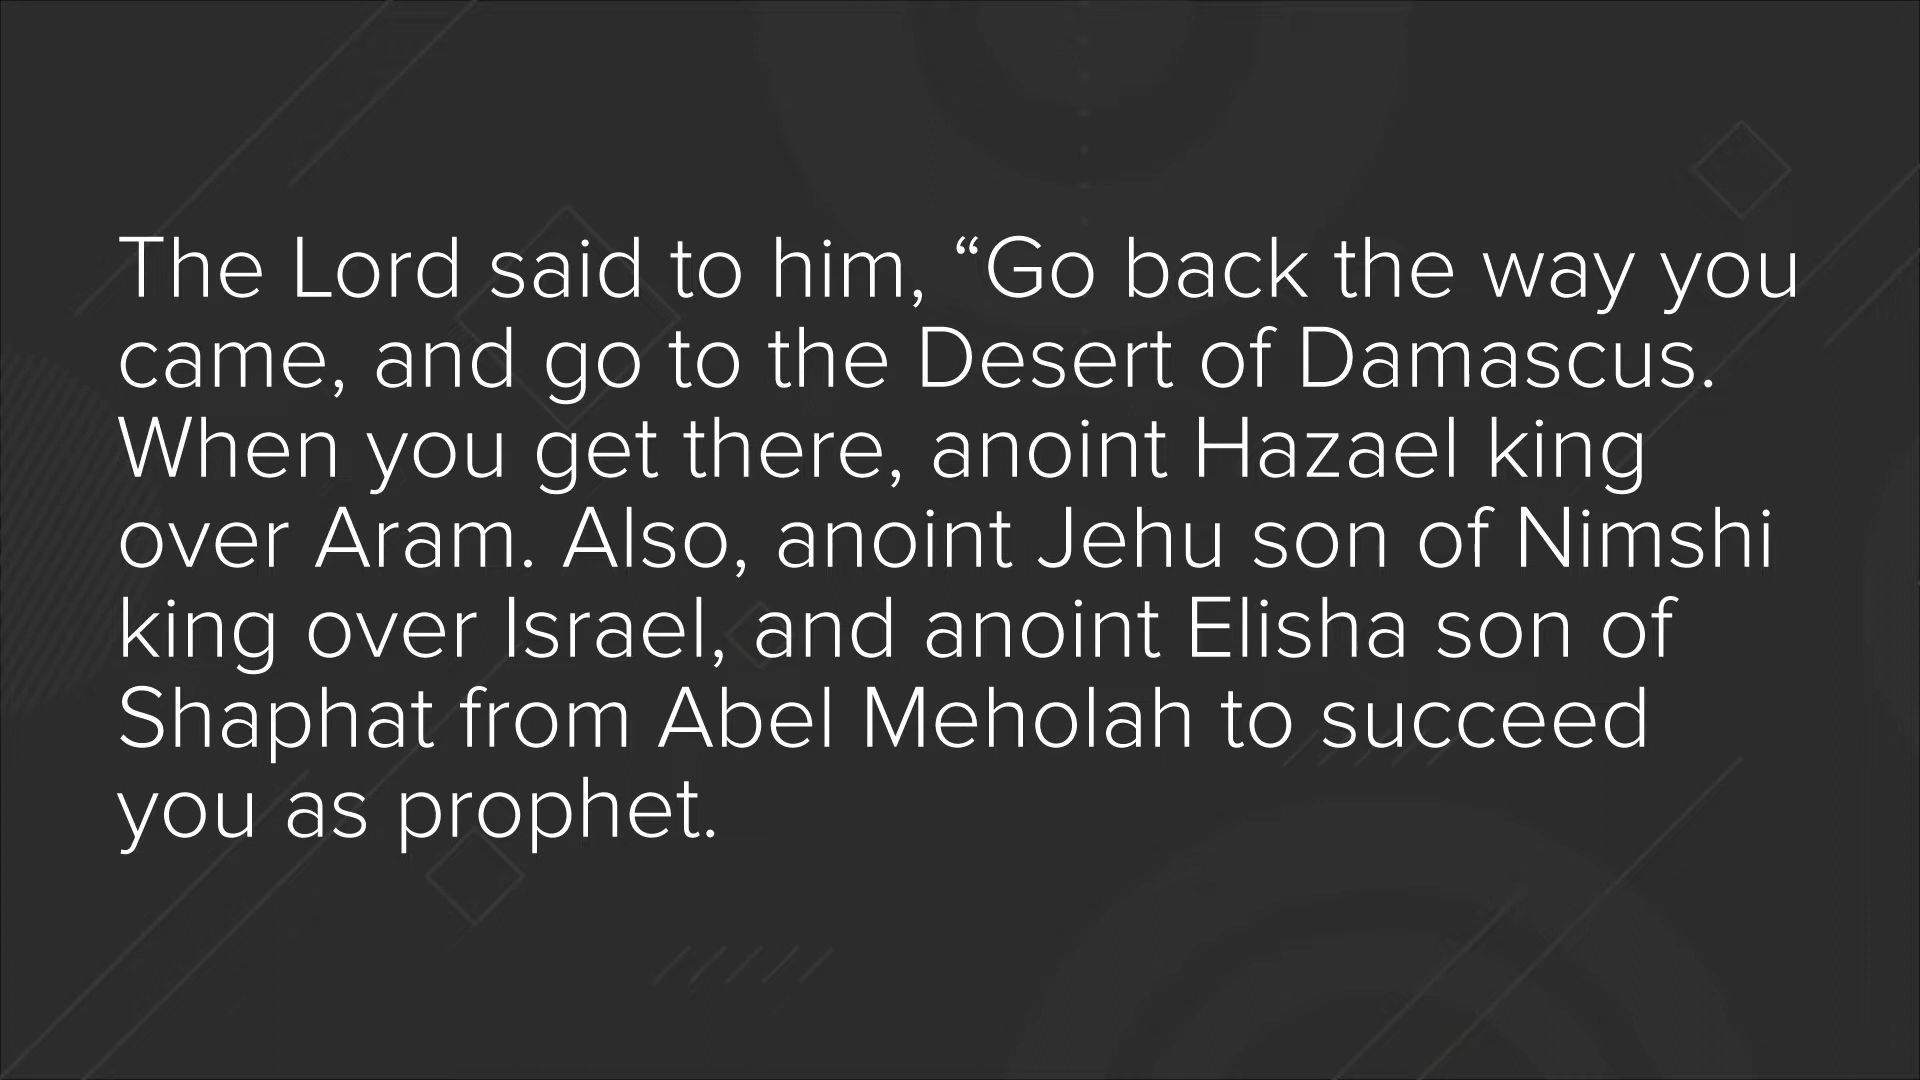 The Lord said to him, “Go back the way you
came, and go to the Desert of Damascus.
When you get there, anoint Hazael king
over Aram. Also, anoint Jehu son of Nimshi
king over Israel, and anoint Elisha son of
Shaphat from Abel Meholah to succeed
you as prophet.